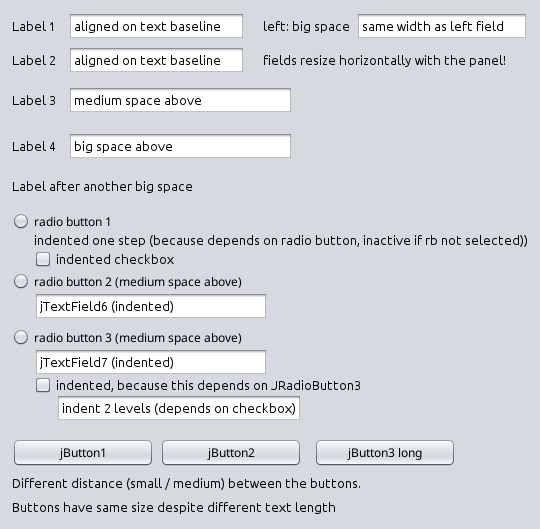 Label 1 aligned on text baseline left: big space same width as left field
Label 2 aligned on text baseline fields resize horizontally with the panel!
Label 3 medium space above
Label 4 big space above
Label after another big space
radio button 1
indented one step (because depends on radio button, inactive if rb not selected))
indented checkbox
radio button 2 (medium space above)
jTextField6 (indented)
radio button 3 (medium space above)
jTextField7 (indented)
indented, because this depends on JRadioButton3
indent 2 levels (depends on checkbox)
jButton1 jButton2 jButton3 long
Different distance (small / medium) between the buttons.
Buttons have same size despite different text length